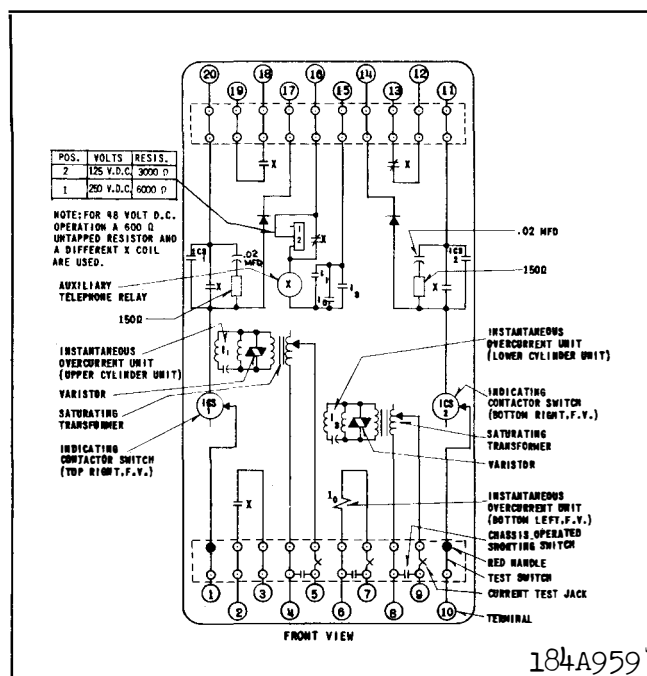 20 18 16 14 12
19 17 15 13 11
POS. VOLTS RESIS.
2 125 V.D.C. 3000 Ω
1 250 V.D.C. 6000 Ω
NOTE: FOR 48 VOLT D.C.
OPERATION A 600 Ω
UNTAPPED RESISTOR AND
A DIFFERENT X COIL
ARE USED.
X
X
1
2
X
ICS
1
X
.02
MFD
X
I
I0
I
X
ICS
2
.02 MFD
150Ω
AUXILIARY
TELEPHONE RELAY
150Ω
INSTANTANEOUS
OVERCURRENT UNIT
(UPPER CYLINDER UNIT)
VARISTOR
SATURATING
TRANSFORMER
INDICATING
CONTACTOR SWITCH
(TOP RIGHT, F.V.)
I
ICS
1
I
ICS
2
INSTANTANEOUS
OVERCURRENT UNIT
(LOWER CYLINDER UNIT)
INDICATING
CONTACTOR SWITCH
(BOTTOM RIGHT, F.V.)
SATURATING
TRANSFORMER
VARISTOR
X
I0
INSTANTANEOUS
OVERCURRENT UNIT
(BOTTOM LEFT, F.V.)
CHASSIS OPERATED
SHORTING SWITCH
RED HANDLE
TEST SWITCH
CURRENT TEST JACK
TERMINAL
1 3 5 7 9
2 4 6 8 10
FRONT VIEW
184A959